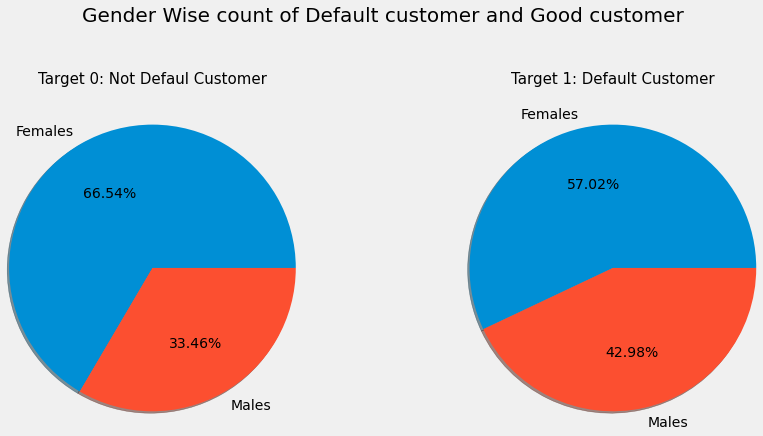 Gender Wise count of Default customer and Good customer
Target 0: Not Defaul Customer
Females
66.54%
33.46%
Males
Target 1: Default Customer
Females
57.02%
42.98%
Males